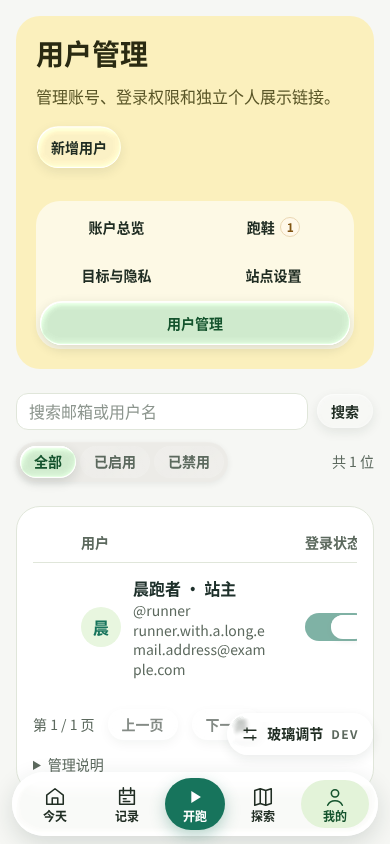 用户管理
管理账号、登录权限和独立个人展示链接。
新增用户
账户总览
跑鞋 1
目标与隐私
站点设置
用户管理
搜索邮箱或用户名
搜索
全部
已启用
已禁用
共 1 位
用户
登录状态
晨
晨跑者 · 站主
@runner
runner.with.a.long.e
mail.address@exam
ple.com
第 1 / 1 页
上一页
下一
玻璃调节 DEV
管理说明
今天
记录
开跑
探索
我的